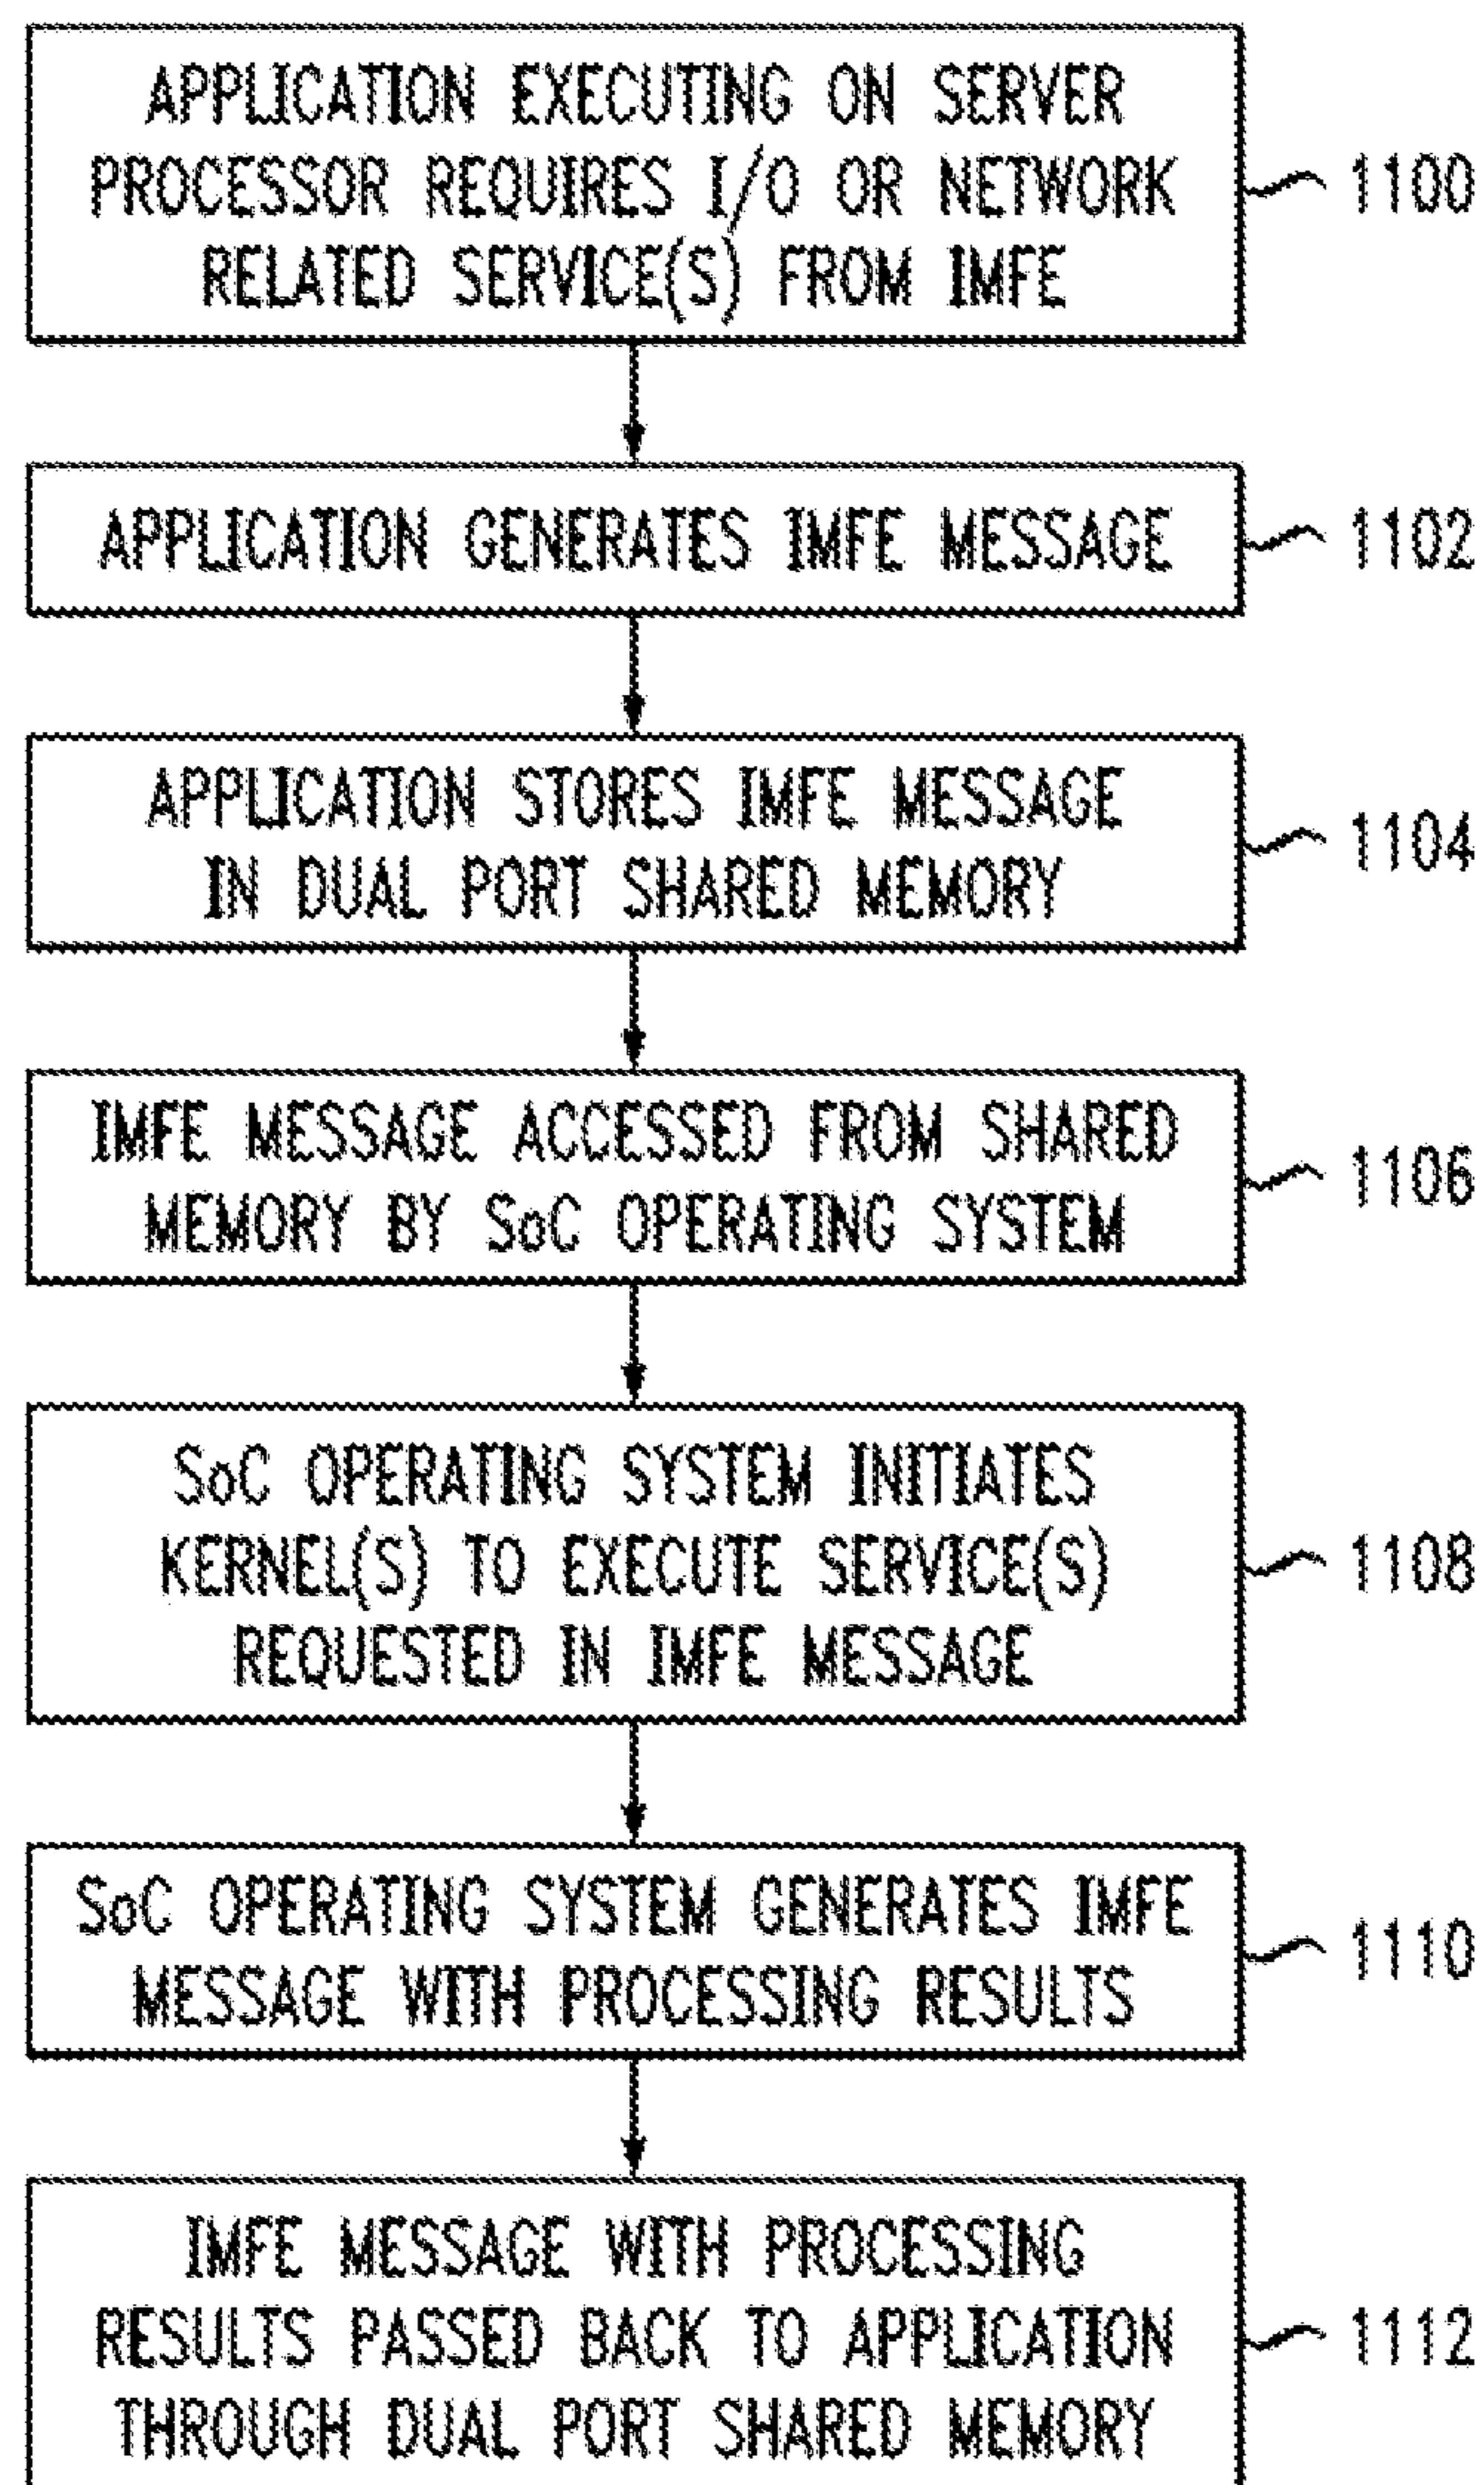 APPLICATION EXECUTING ON SERVER
PROCESSOR REQUIRES I/O OR NETWORK
RELATED SERVICE(S) FROM IMFE
1100
APPLICATION GENERATES IMFE MESSAGE
1102
APPLICATION STORES IMFE MESSAGE
IN DUAL PORT SHARED MEMORY
1104
IMFE MESSAGE ACCESSED FROM SHARED
MEMORY BY SoC OPERATING SYSTEM
1106
SoC OPERATING SYSTEM INITIATES
KERNEL(S) TO EXECUTE SERVICE(S)
REQUESTED IN IMFE MESSAGE
1108
SoC OPERATING SYSTEM GENERATES IMFE
MESSAGE WITH PROCESSING RESULTS
1110
IMFE MESSAGE WITH PROCESSING
RESULTS PASSED BACK TO APPLICATION
THROUGH DUAL PORT SHARED MEMORY
1112